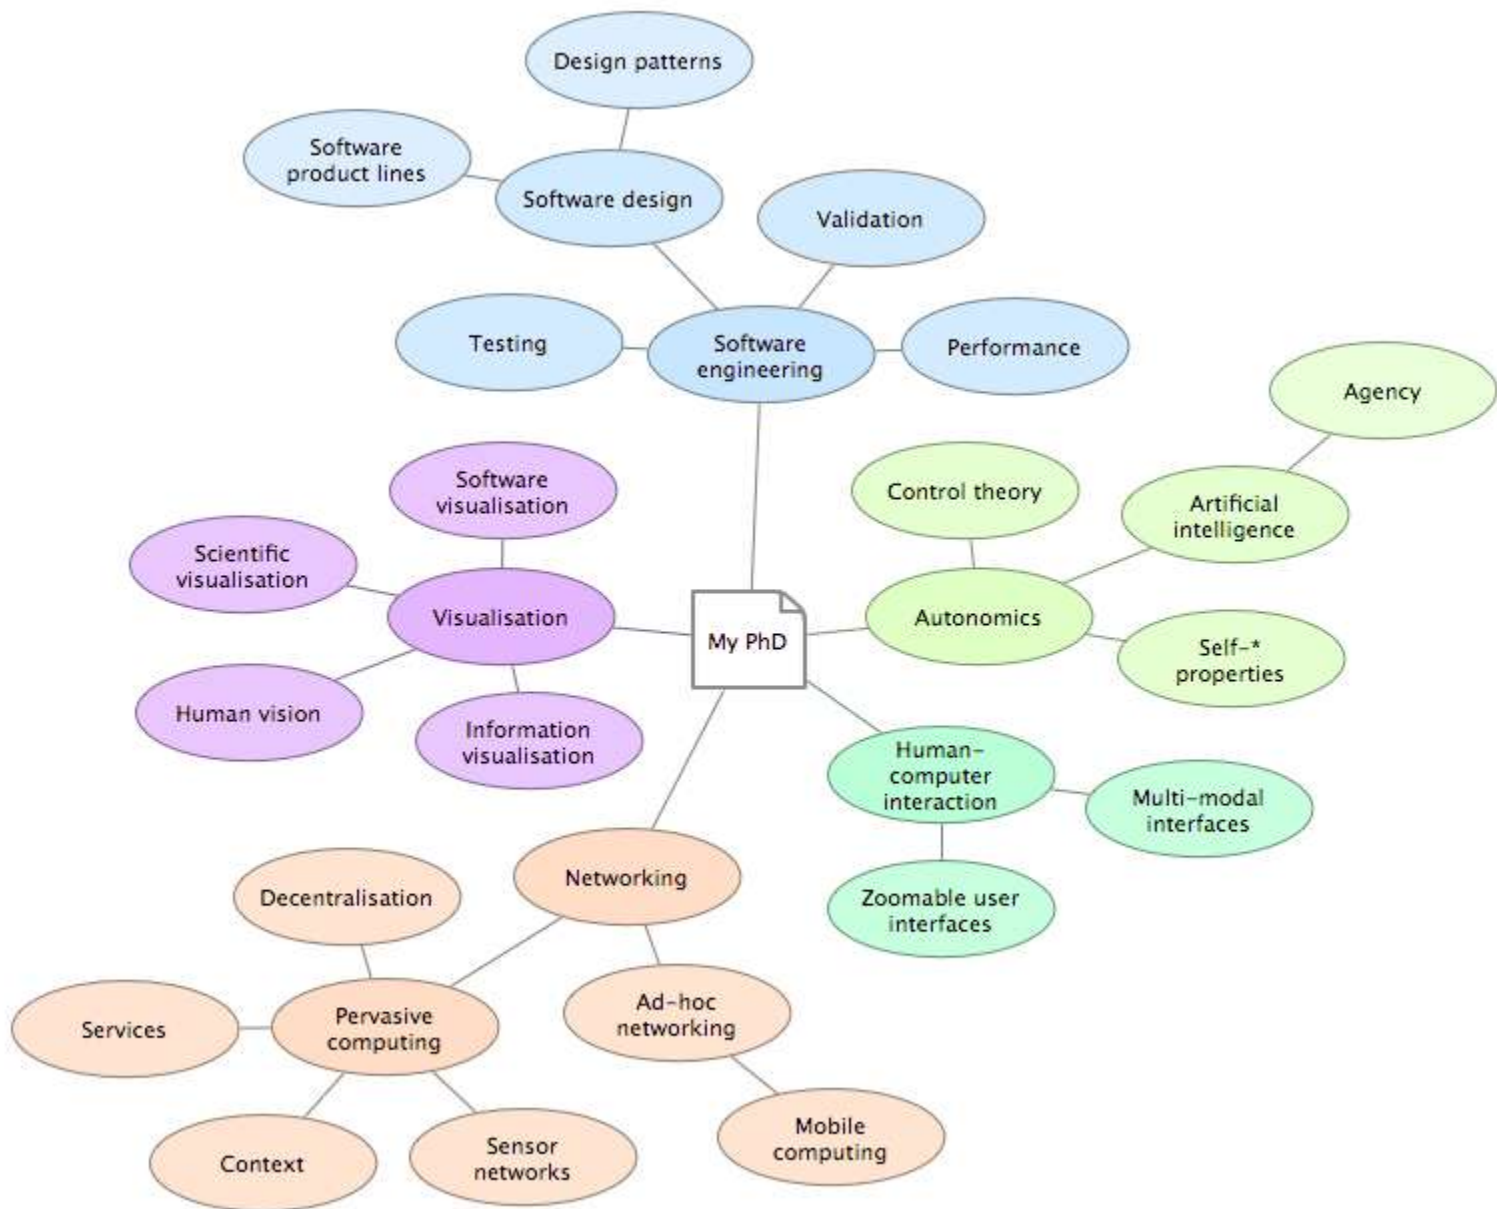 Design patterns
Software
product lines
Software design
Validation
Testing
Software
engineering
Performance
Agency
Software
visualisation
Control theory
Artificial
intelligence
Scientific
visualisation
Visualisation
My PhD
Autonomics
Self-*
properties
Human vision
Information
visualisation
Human-
computer
interaction
Multi-modal
interfaces
Networking
Decentralisation
Zoomable user
interfaces
Services
Pervasive
computing
Ad-hoc
networking
Context
Sensor
networks
Mobile
computing